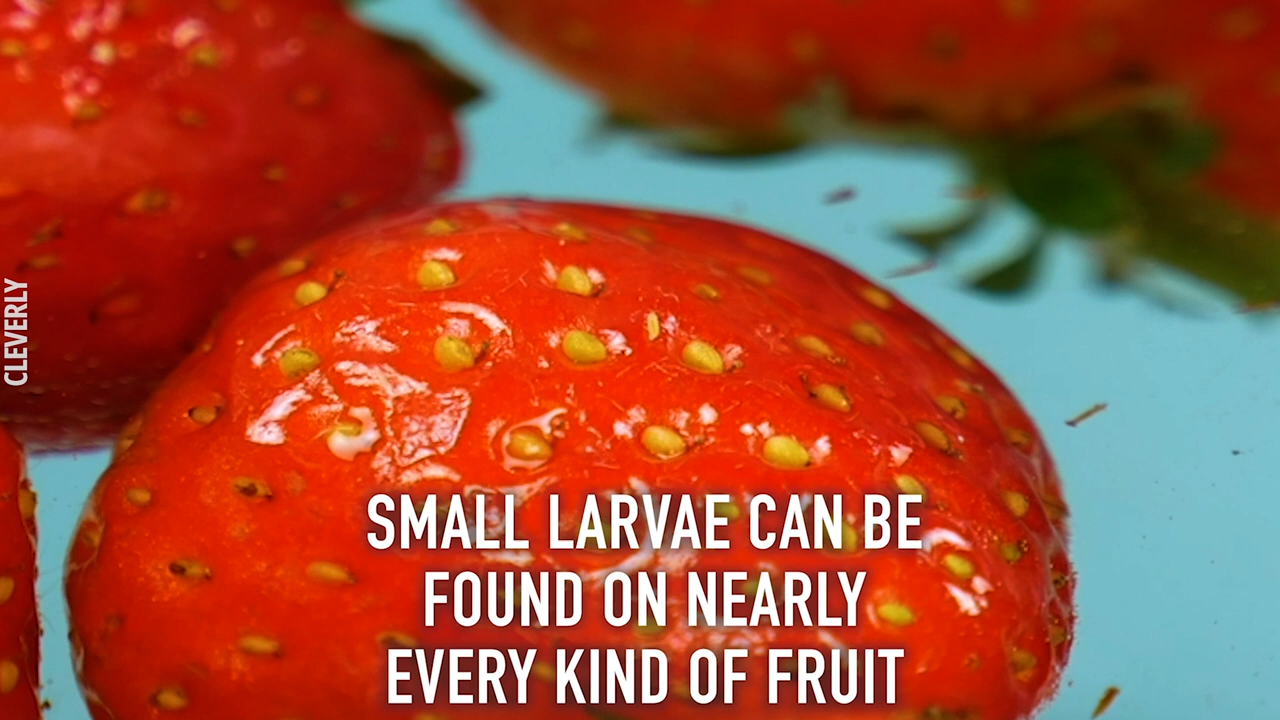 CLEVERLY
SMALL LARVAE CAN BE
FOUND ON NEARLY
EVERY KIND OF FRUIT